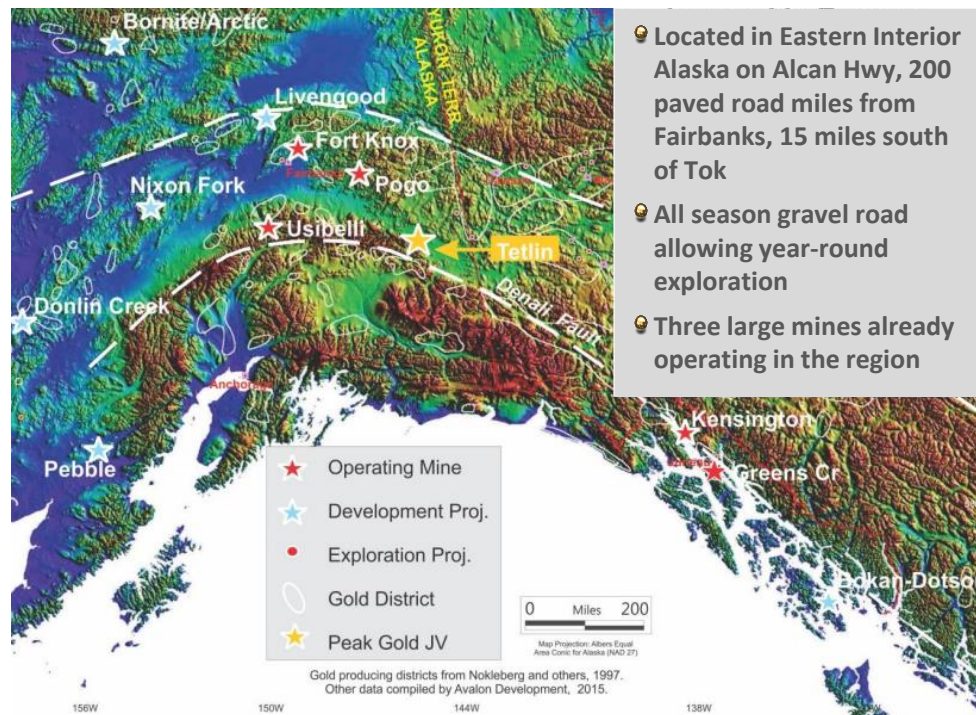 Bornite/Arctic
YUKON TERR
ALASKA
Livengood
Fort Knox
Pogo
Nixon Fork
Usibelli
Tetlin
Denali Fault
Donlin Creek
Anchorage
Pebble
Kensington
Greens Cr
Bokan-Dotso
Located in Eastern Interior
Alaska on Alcan Hwy, 200
paved road miles from
Fairbanks, 15 miles south
of Tok
All season gravel road
allowing year-round
exploration
Three large mines already
operating in the region
Operating Mine
Development Proj.
Exploration Proj.
Gold District
Peak Gold JV
0 Miles 200
Map Projection: Albers Equal
Area Conic for Alaska (NAD 27)
Gold producing districts from Nokleberg and others, 1997.
Other data compiled by Avalon Development, 2015.
156W 150W 144W 138W